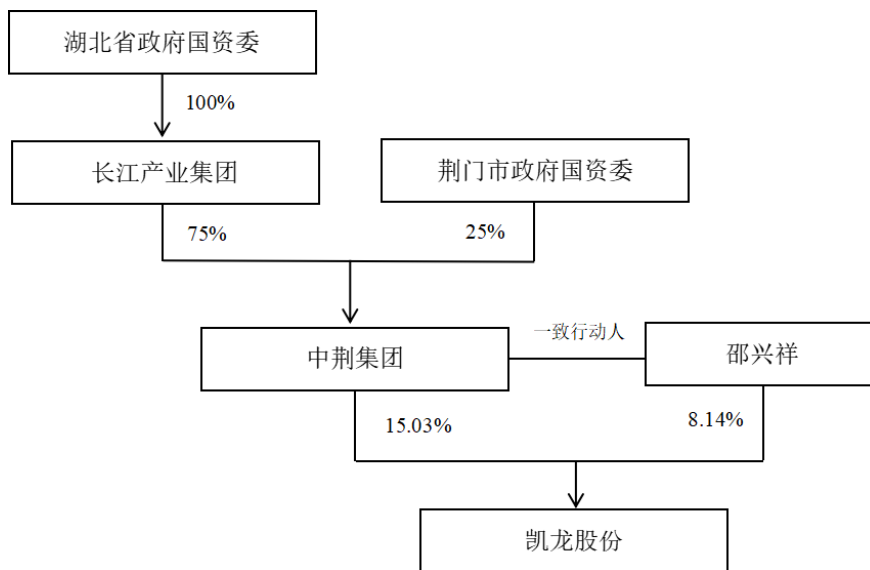 湖北省政府国资委
100%
长江产业集团
荆门市政府国资委
75%
25%
中荆集团
一致行动人
邵兴祥
15.03%
8.14%
凯龙股份